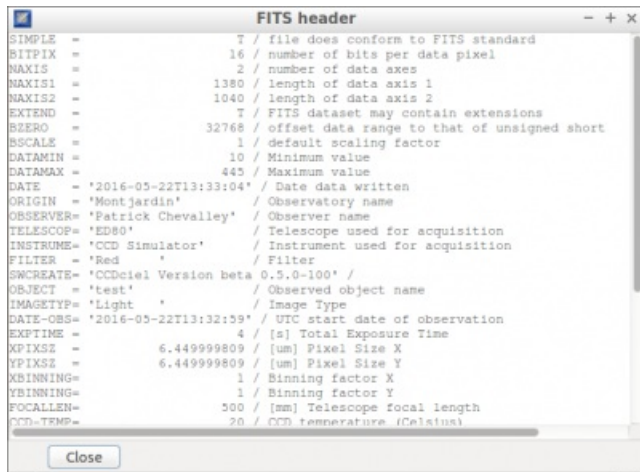 FITS header
SIMPLE = T / file does conform to FITS standard
BITPIX = 16 / number of bits per data pixel
NAXIS = 2 / number of data axes
NAXIS1 = 1380 / length of data axis 1
NAXIS2 = 1040 / length of data axis 2
EXTEND = T / FITS dataset may contain extensions
BZERO = 32768 / offset data range to that of unsigned short
BSCALE = 1 / default scaling factor
DATAMIN = 10 / Minimum value
DATAMAX = 445 / Maximum value
DATE = '2016-05-22T13:33:04' / Date data written
ORIGIN = 'Montjardin' / Observatory name
OBSERVER= 'Patrick Chevalley' / Observer name
TELESCOP= 'ED80' / Telescope used for acquisition
INSTRUME= 'CCD Simulator' / Instrument used for acquisition
FILTER = 'Red ' / Filter
SWCREATE= 'CCDciel Version beta 0.5.0-100' /
OBJECT = 'test' / Observed object name
IMAGETYP= 'Light ' / Image Type
DATE-OBS= '2016-05-22T13:32:59' / UTC start date of observation
EXPTIME = 4 / [s] Total Exposure Time
XPIXSZ = 6.449999809 / [um] Pixel Size X
YPIXSZ = 6.449999809 / [um] Pixel Size Y
XBINNING= 1 / Binning factor X
YBINNING= 1 / Binning factor Y
FOCALLEN= 500 / [mm] Telescope focal length
CCD-TEMP= 20 / CCD temperature (Celsius)
Close